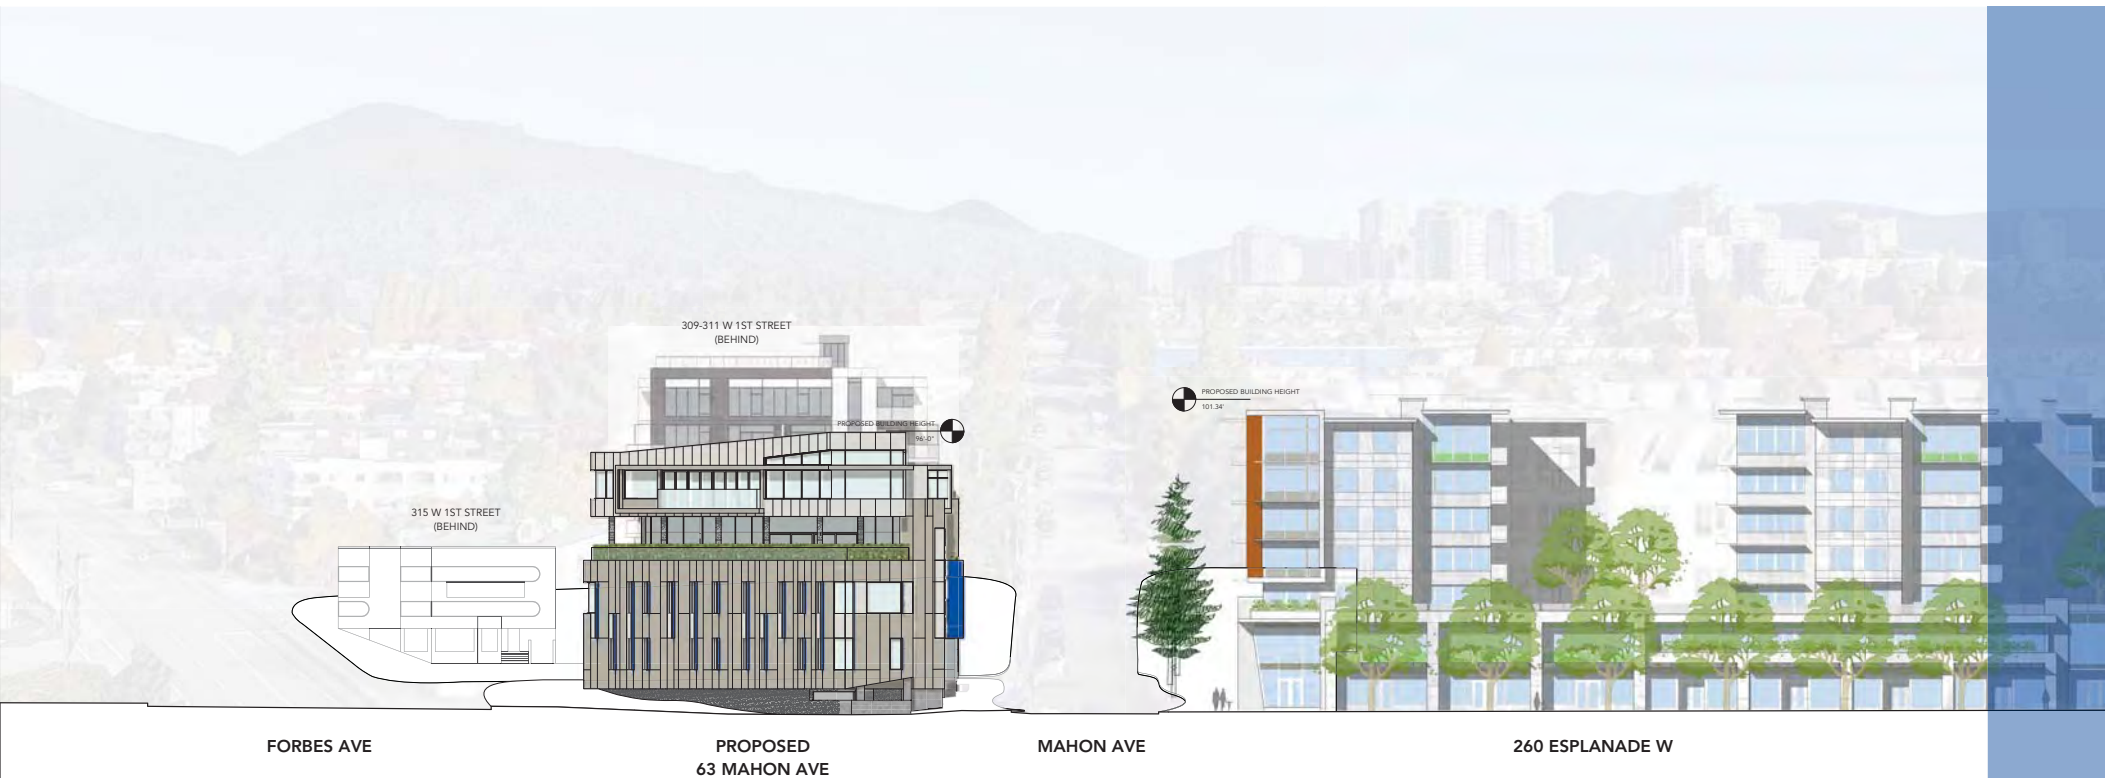 309-311 W 1ST STREET
(BEHIND)
PROPOSED BUILDING HEIGHT
101.34'
PROPOSED BUILDING HEIGHT
96'-0"
315 W 1ST STREET
(BEHIND)
FORBES AVE
PROPOSED
63 MAHON AVE
MAHON AVE
260 ESPLANADE W